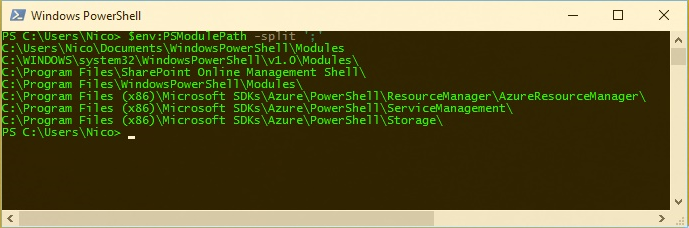 Windows PowerShell
PS C:\Users\Nico> $env:PSModulePath -split ';'
C:\Users\Nico\Documents\WindowsPowerShell\Modules
C:\WINDOWS\system32\WindowsPowerShell\v1.0\Modules\
C:\Program Files\SharePoint Online Management Shell\
C:\Program Files\WindowsPowerShell\Modules\
C:\Program Files (x86)\Microsoft SDKs\Azure\PowerShell\ResourceManager\AzureResourceManager\
C:\Program Files (x86)\Microsoft SDKs\Azure\PowerShell\ServiceManagement\
C:\Program Files (x86)\Microsoft SDKs\Azure\PowerShell\Storage\
PS C:\Users\Nico>